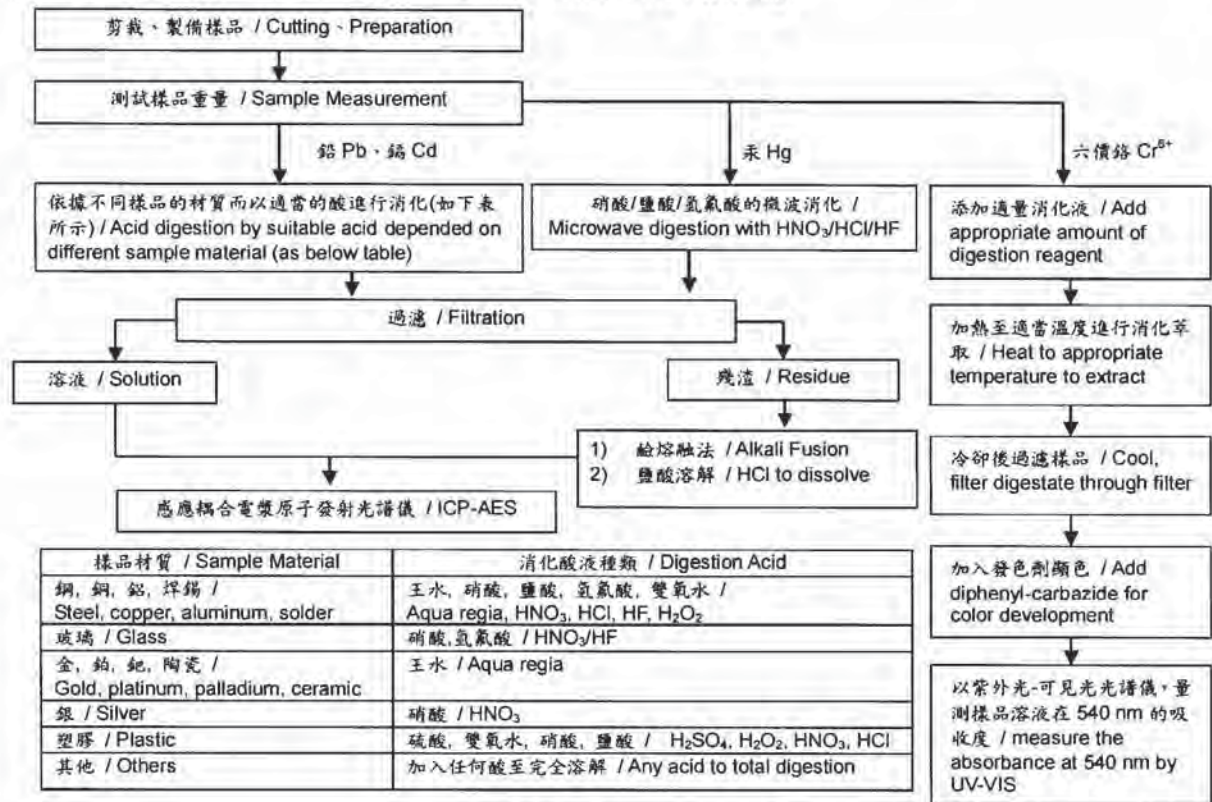 剪裁、製備樣品 / Cutting、Preparation
測試樣品重量 / Sample Measurement
鉛 Pb、鎘 Cd
汞 Hg
六價鉻 Cr⁶⁺
依據不同樣品的材質而以適當的酸進行消化(如下表
所示) / Acid digestion by suitable acid depended on
different sample material (as below table)
硝酸/鹽酸/氫氟酸的微波消化 /
Microwave digestion with HNO₃/HCl/HF
添加適量消化液 / Add
appropriate amount of
digestion reagent
過濾 / Filtration
溶液 / Solution
殘渣 / Residue
加熱至適當溫度進行消化萃
取 / Heat to appropriate
temperature to extract
1) 鹼熔融法 / Alkali Fusion
2) 鹽酸溶解 / HCl to dissolve
冷卻後過濾樣品 / Cool,
filter digestate through filter
感應耦合電漿原子發射光譜儀 / ICP-AES
加入發色劑顯色 / Add
diphenyl-carbazide for
color development
以紫外光-可見光光譜儀,量
測樣品溶液在 540 nm 的吸
收度 / measure the
absorbance at 540 nm by
UV-VIS
樣品材質 / Sample Material
消化酸液種類 / Digestion Acid
鋼, 銅, 鋁, 焊錫 /
Steel, copper, aluminum, solder
王水, 硝酸, 鹽酸, 氫氟酸, 雙氧水 /
Aqua regia, HNO₃, HCl, HF, H₂O₂
玻璃 / Glass
硝酸,氫氟酸 / HNO₃/HF
金, 鉑, 鈀, 陶瓷 /
Gold, platinum, palladium, ceramic
王水 / Aqua regia
銀 / Silver
硝酸 / HNO₃
塑膠 / Plastic
硫酸, 雙氧水, 硝酸, 鹽酸 / H₂SO₄, H₂O₂, HNO₃, HCl
其他 / Others
加入任何酸至完全溶解 / Any acid to total digestion